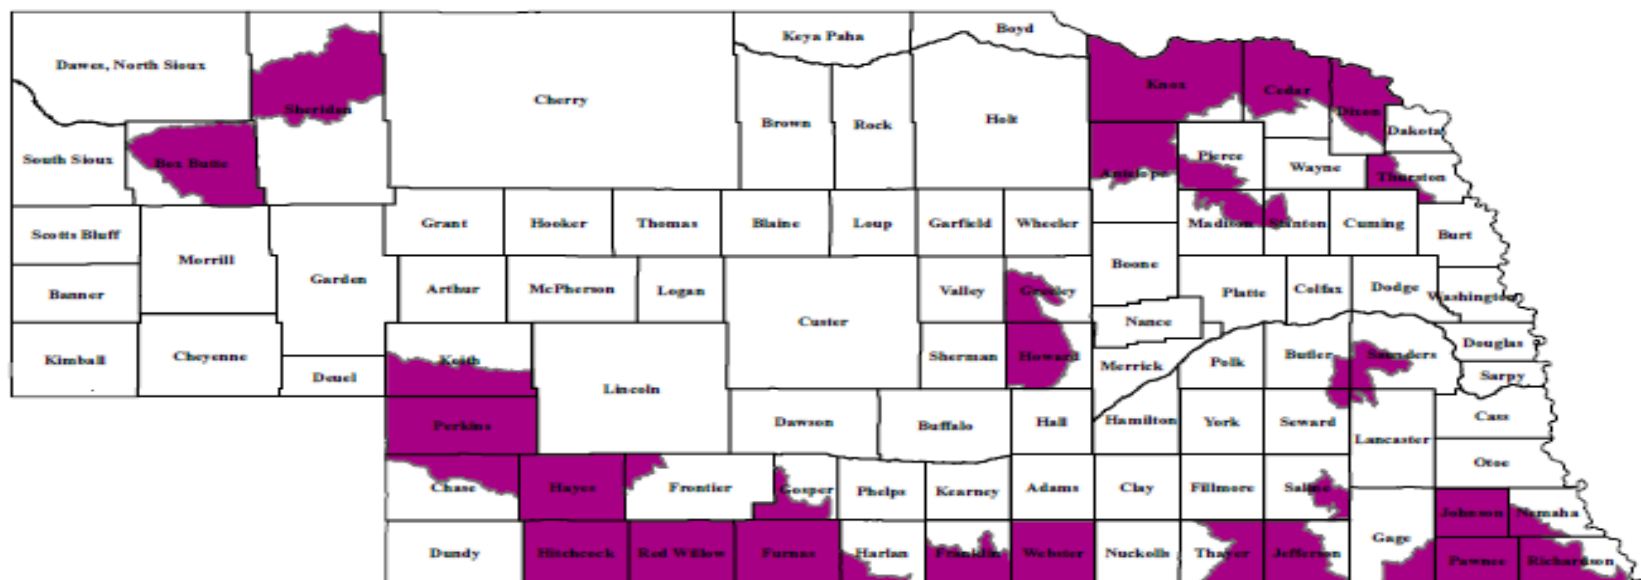 Boyd
Keya Paha
Dawes, North Sioux
Knox
Cedar
Cherry
Sheridan
Dixon
Holt
Brown
Rock
Dakota
South Sioux
Box Butte
Pierce
Wayne
Antelope
Thurston
Grant
Hooker
Thomas
Blaine
Loup
Garfield
Wheeler
Madison
Stanton
Cuming
Scotts Bluff
Burt
Morrill
Boone
Garden
Banner
Arthur
McPherson
Logan
Valley
Greeley
Platte
Colfax
Dodge
Washington
Custer
Nance
Kimball
Cheyenne
Keith
Sherman
Howard
Merrick
Polk
Butler
Saunders
Douglas
Deuel
Lincoln
Sarpy
Perkins
Dawson
Buffalo
Hall
Hamilton
York
Seward
Cass
Lancaster
Otoe
Chase
Hayes
Frontier
Gosper
Phelps
Kearney
Adams
Clay
Fillmore
Saline
Johnson
Nemaha
Gage
Dundy
Hitchcock
Red Willow
Furnas
Harlan
Franklin
Webster
Nuckolls
Thayer
Jefferson
Pawnee
Richardson